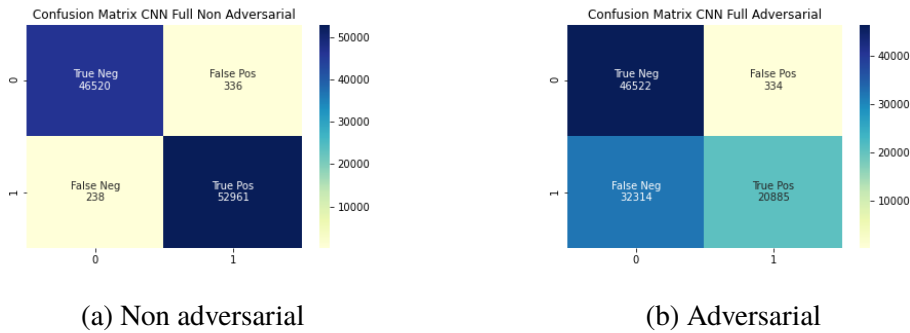 Confusion Matrix CNN Full Non Adversarial
0
True Neg
46520
False Pos
336
1
False Neg
238
True Pos
52961
0
1
50000
40000
30000
20000
10000
(a) Non adversarial
Confusion Matrix CNN Full Adversarial
0
True Neg
46522
False Pos
334
1
False Neg
32314
True Pos
20885
0
1
40000
30000
20000
10000
(b) Adversarial